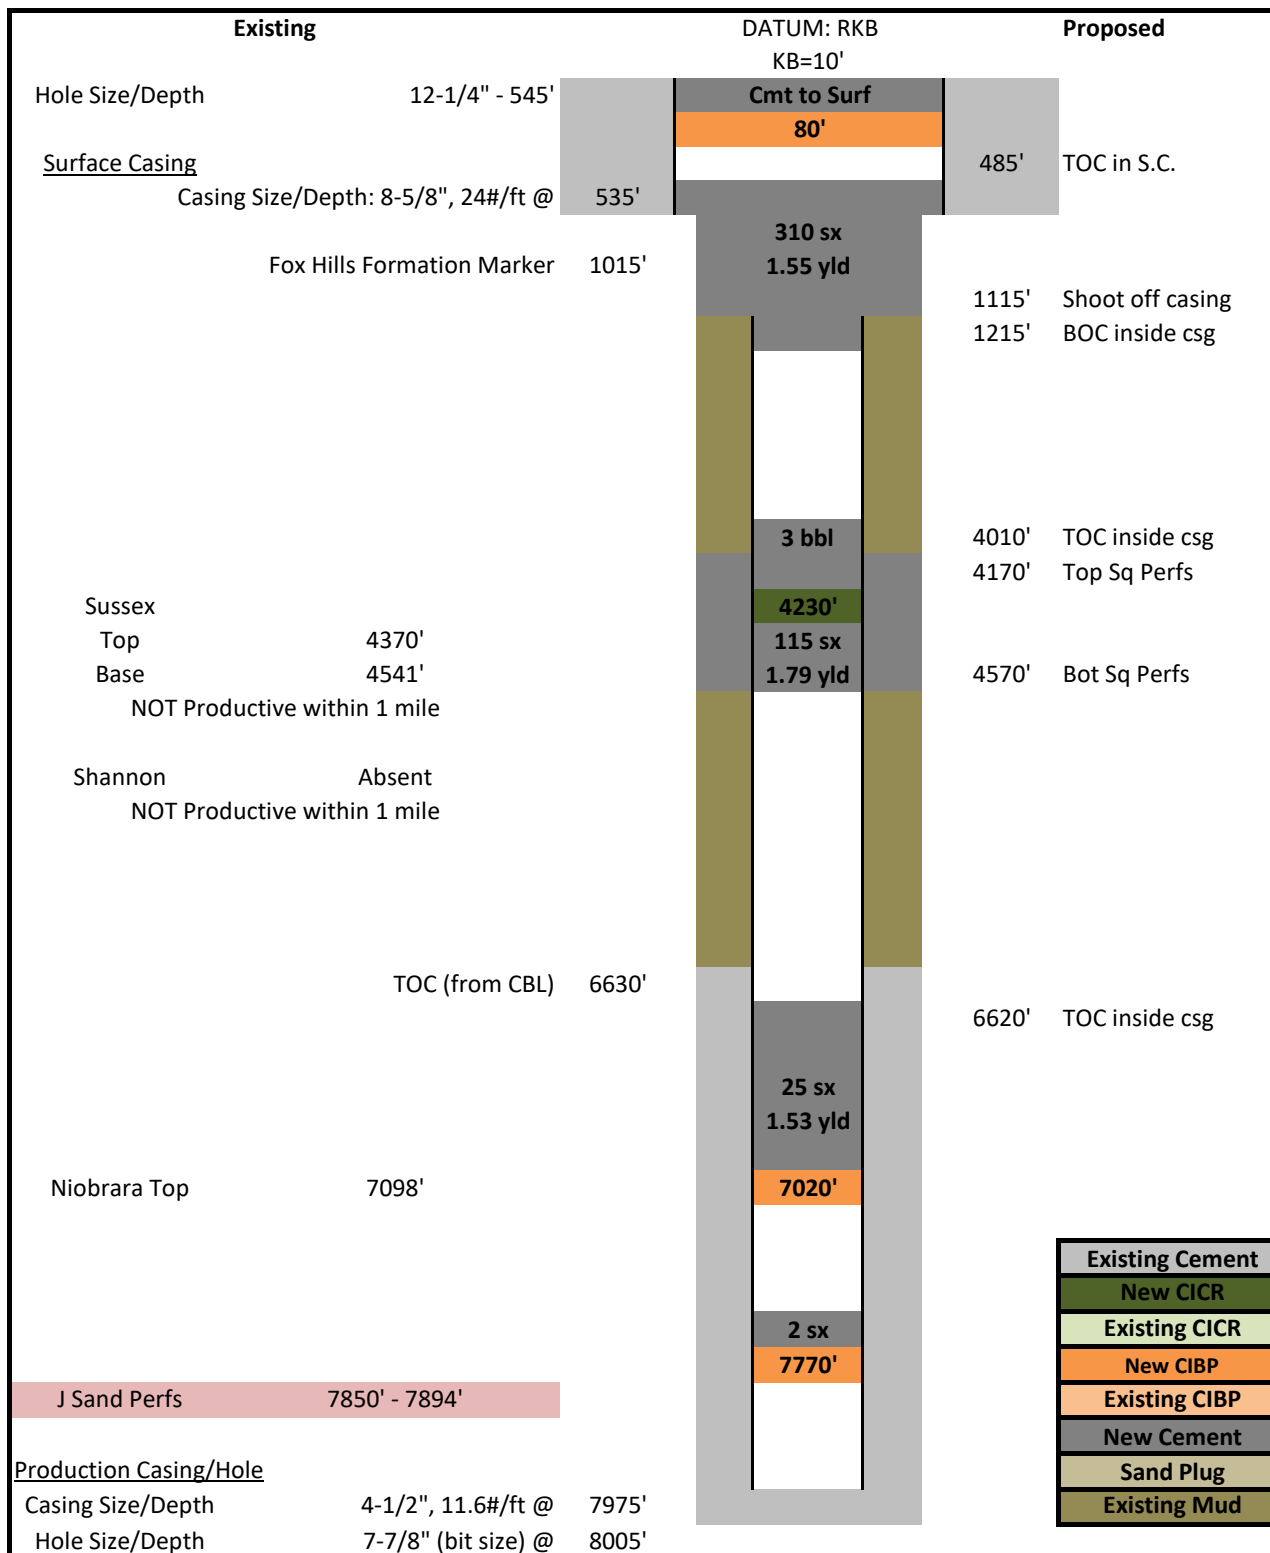 Existing DATUM: RKB Proposed
KB=10'
Hole Size/Depth 12-1/4" - 545' Cmt to Surf
80'
Surface Casing 485' TOC in S.C.
Casing Size/Depth: 8-5/8", 24#/ft @ 535'
310 sx
Fox Hills Formation Marker 1015' 1.55 yld
1115' Shoot off casing
1215' BOC inside csg
3 bbl 4010' TOC inside csg
4170' Top Sq Perfs
Sussex 4230'
Top 4370' 115 sx
Base 4541' 1.79 yld 4570' Bot Sq Perfs
NOT Productive within 1 mile
Shannon Absent
NOT Productive within 1 mile
TOC (from CBL) 6630'
6620' TOC inside csg
25 sx
1.53 yld
Niobrara Top 7098' 7020'
Existing Cement
New CICR
2 sx Existing CICR
7770' New CIBP
J Sand Perfs 7850' - 7894' Existing CIBP
New Cement
Production Casing/Hole Sand Plug
Casing Size/Depth 4-1/2", 11.6#/ft @ 7975' Existing Mud
Hole Size/Depth 7-7/8" (bit size) @ 8005'